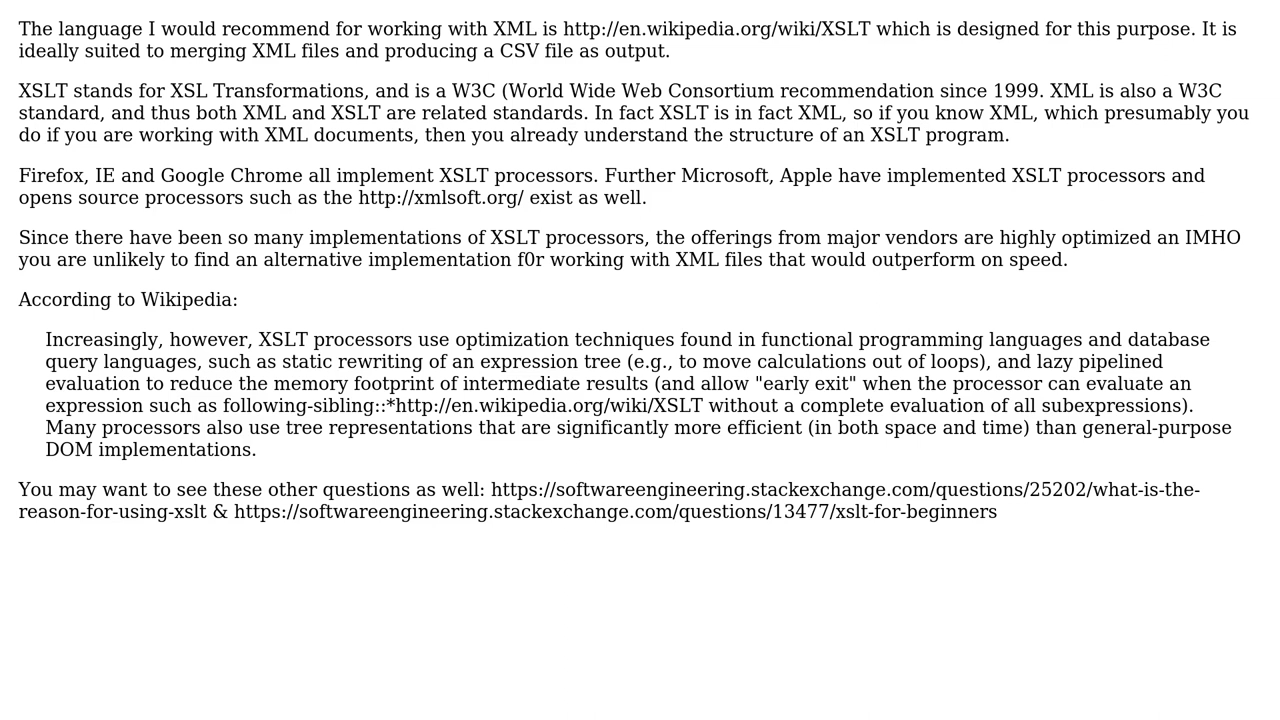 The language I would recommend for working with XML is http://en.wikipedia.org/wiki/XSLT which is designed for this purpose. It is
ideally suited to merging XML files and producing a CSV file as output.
XSLT stands for XSL Transformations, and is a W3C (World Wide Web Consortium recommendation since 1999. XML is also a W3C
standard, and thus both XML and XSLT are related standards. In fact XSLT is in fact XML, so if you know XML, which presumably you
do if you are working with XML documents, then you already understand the structure of an XSLT program.
Firefox, IE and Google Chrome all implement XSLT processors. Further Microsoft, Apple have implemented XSLT processors and
opens source processors such as the http://xmlsoft.org/ exist as well.
Since there have been so many implementations of XSLT processors, the offerings from major vendors are highly optimized an IMHO
you are unlikely to find an alternative implementation f0r working with XML files that would outperform on speed.
According to Wikipedia:
Increasingly, however, XSLT processors use optimization techniques found in functional programming languages and database
query languages, such as static rewriting of an expression tree (e.g., to move calculations out of loops), and lazy pipelined
evaluation to reduce the memory footprint of intermediate results (and allow "early exit" when the processor can evaluate an
expression such as following-sibling::*http://en.wikipedia.org/wiki/XSLT without a complete evaluation of all subexpressions).
Many processors also use tree representations that are significantly more efficient (in both space and time) than general-purpose
DOM implementations.
You may want to see these other questions as well: https://softwareengineering.stackexchange.com/questions/25202/what-is-the-
reason-for-using-xslt & https://softwareengineering.stackexchange.com/questions/13477/xslt-for-beginners